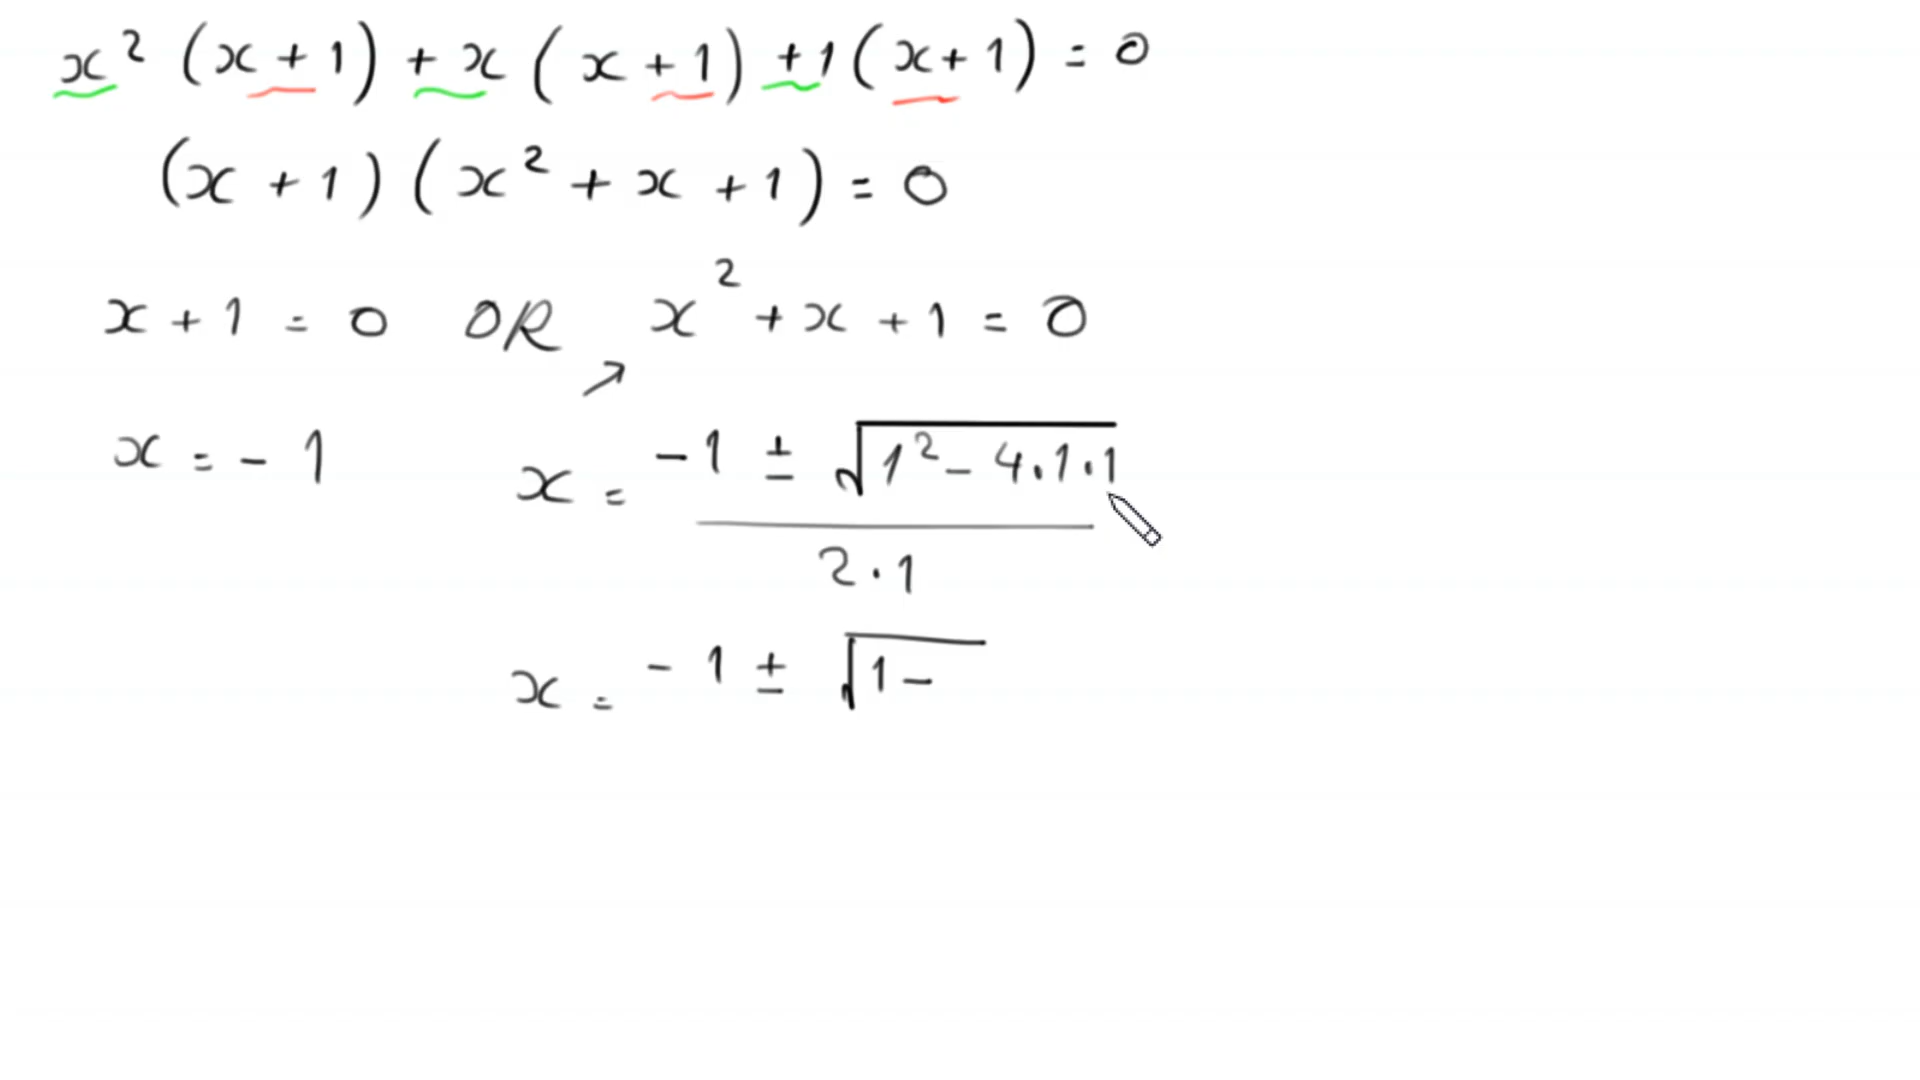 x² (x + 1) + x (x + 1) + 1 (x + 1) = 0
(x + 1) (x² + x + 1) = 0
x + 1 = 0 OR x² + x + 1 = 0
↗
x = - 1 x = (-1 ± √(1² - 4·1·1)) / (2·1)
x = - 1 ± √(1 -